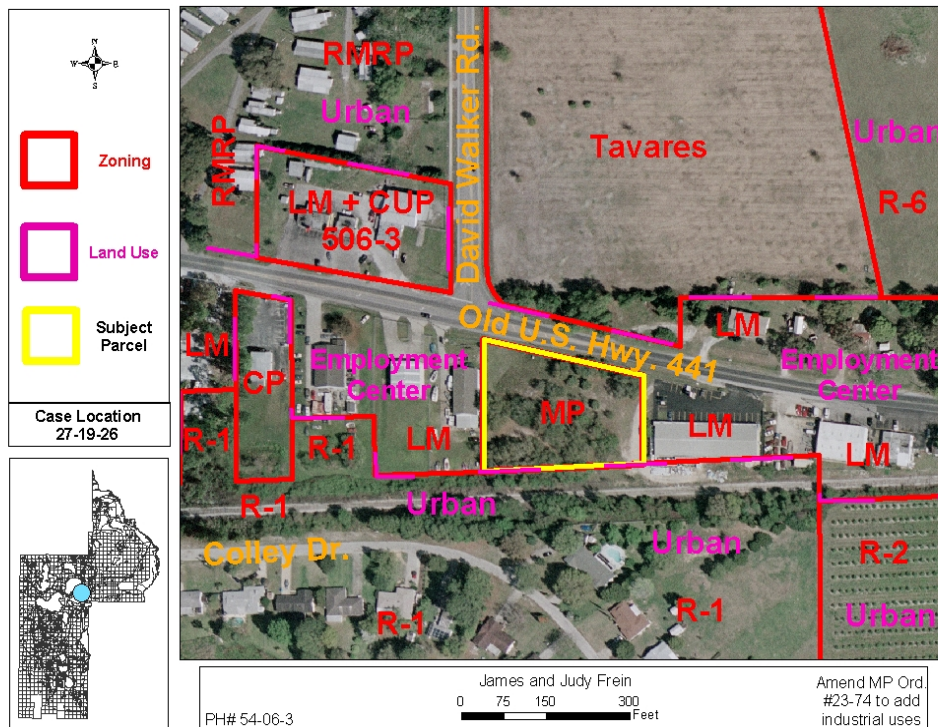 N
W E
S
Zoning
Land Use
Subject
Parcel
Case Location
27-19-26
RMRP
Urban
RMRP
LM + CUP
506-3
David Walker Rd.
Tavares
Urban
R-6
Old U.S. Hwy. 441
LM
CP
R-1
Employment
Center
R-1
LM
MP
LM
LM
Employment
Center
LM
R-1
Urban
Colley Dr.
R-1
Urban
R-1
R-2
Urban
PH# 54-06-3
James and Judy Frein
0 75 150 300
Feet
Amend MP Ord.
#23-74 to add
industrial uses